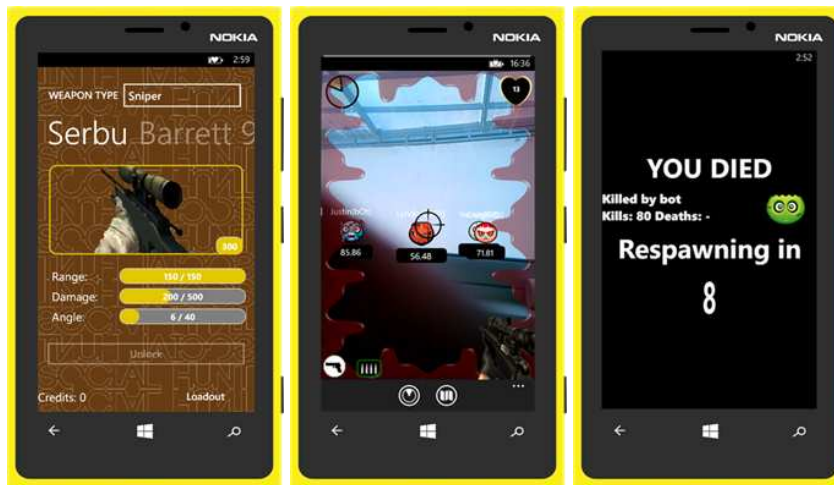 NOKIA
2:59
WEAPON TYPE Sniper
Serbu Barrett 9
300
Range: 150 / 150
Damage: 200 / 500
Angle: 6 / 40
Unlock
Credits: 0 Loadout
NOKIA
16:36
13
85.86
56.48
71.81
...
NOKIA
2:52
YOU DIED
Killed by bot
Kills: 80 Deaths: -
Respawning in
8